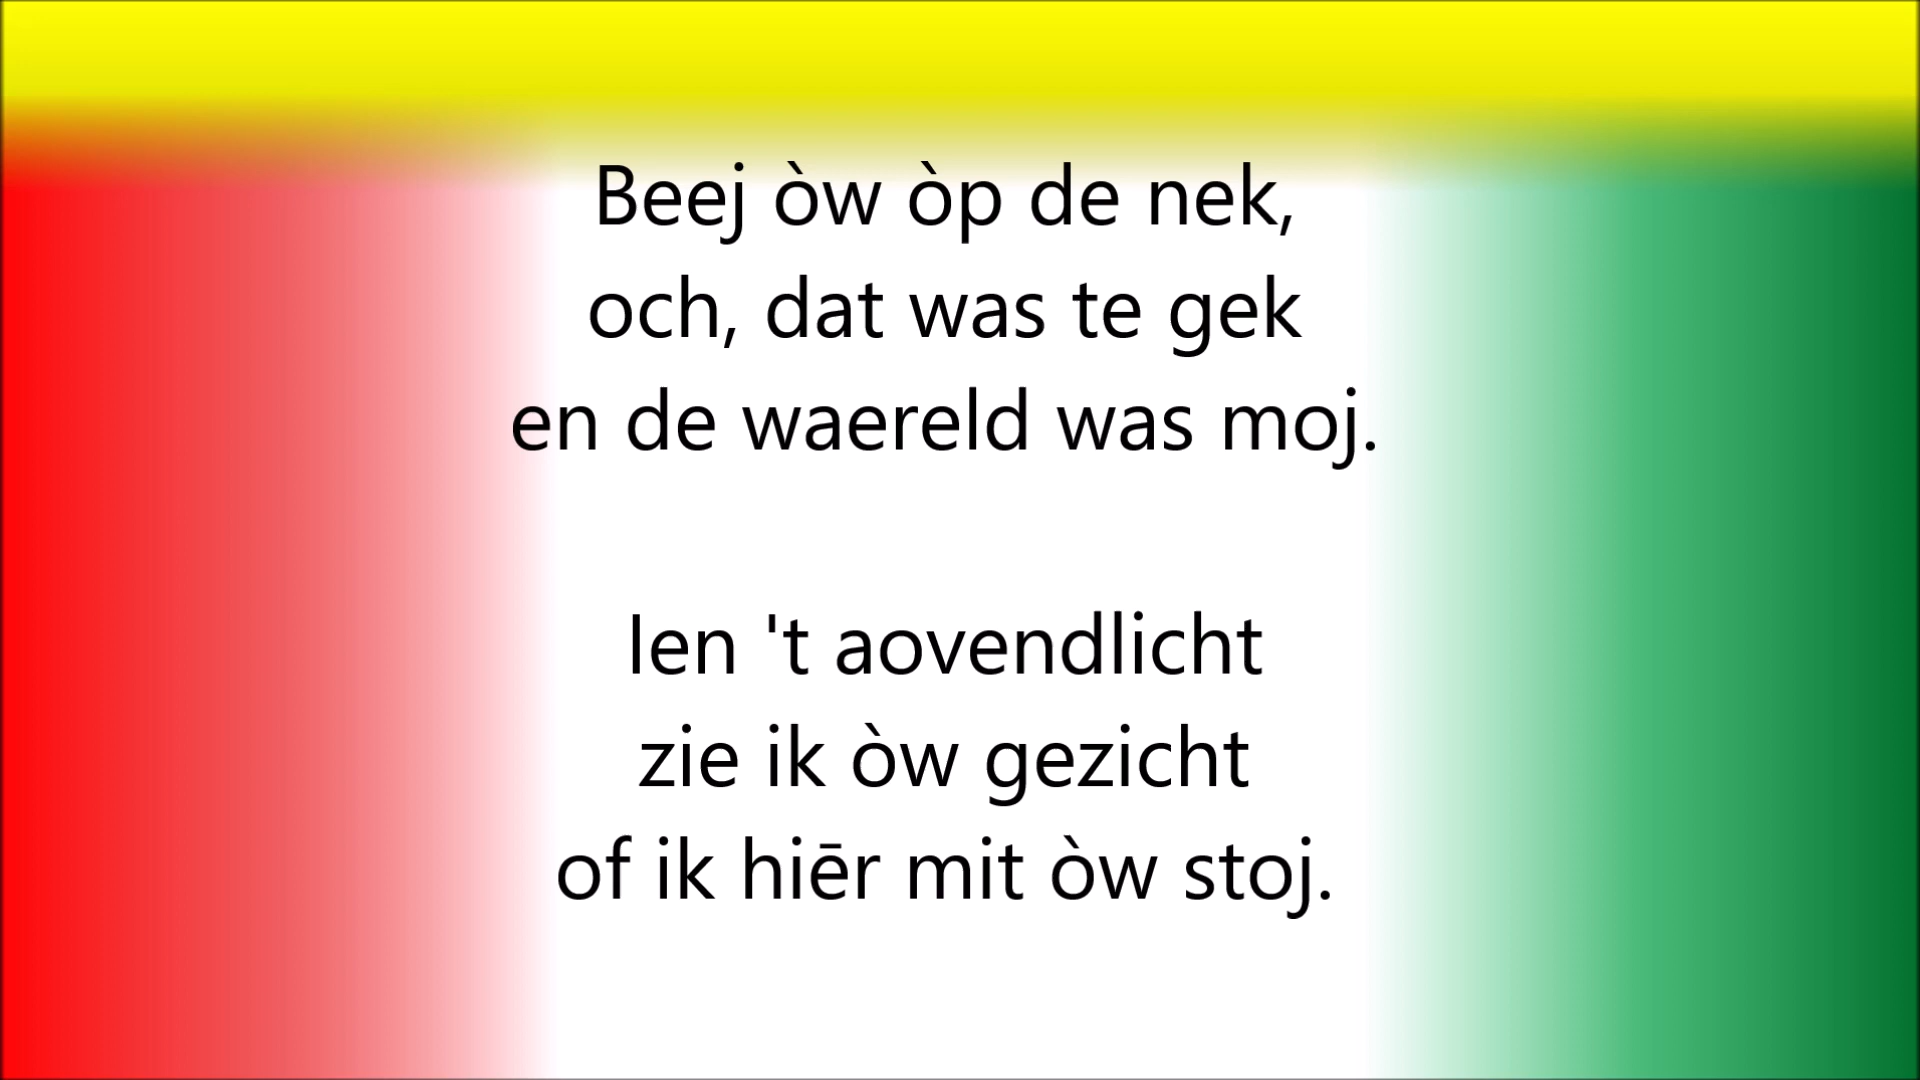 Beej òw òp de nek,
och, dat was te gek
en de waereld was moj.
Ien 't aovendlicht
zie ik òw gezicht
of ik hiēr mit òw stoj.